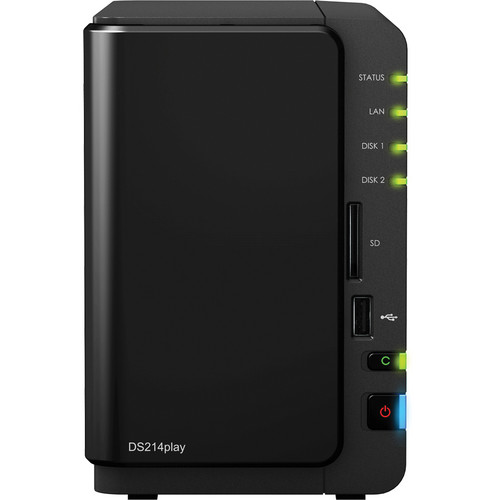 STATUS
LAN
DISK 1
DISK 2
SD
C
DS214play